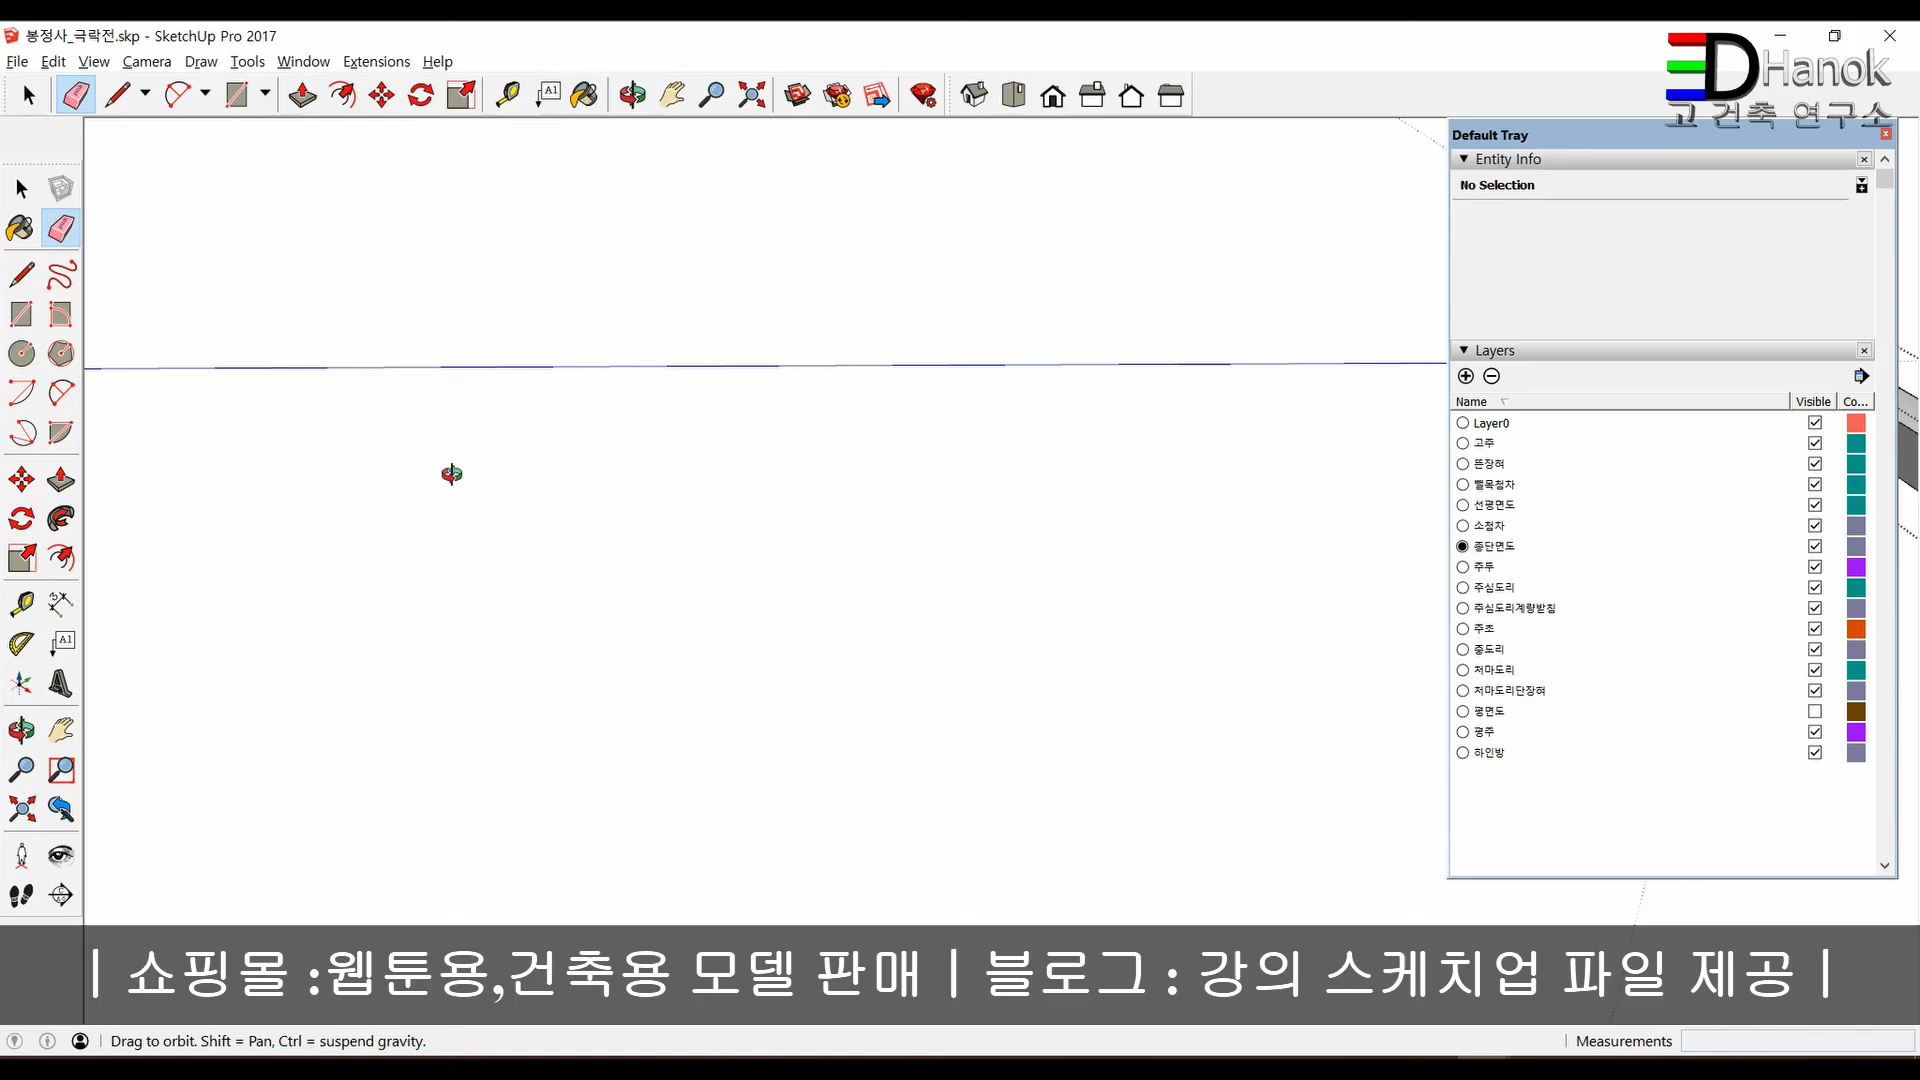 봉정사_극락전.skp - SketchUp Pro 2017
File Edit View Camera Draw Tools Window Extensions Help
DHanok
고 건축 연구소
Default Tray
Entity Info
No Selection
Layers
Name Visible Co...
Layer0
고주
뜬장혀
뺄목첨차
선평면도
소첨차
종단면도
주두
주심도리
주심도리계량받침
주초
중도리
처마도리
처마도리단장혀
평면도
평주
하인방
A1
A1
| 쇼핑몰 :웹툰용,건축용 모델 판매 | 블로그 : 강의 스케치업 파일 제공 |
Drag to orbit. Shift = Pan, Ctrl = suspend gravity.
Measurements